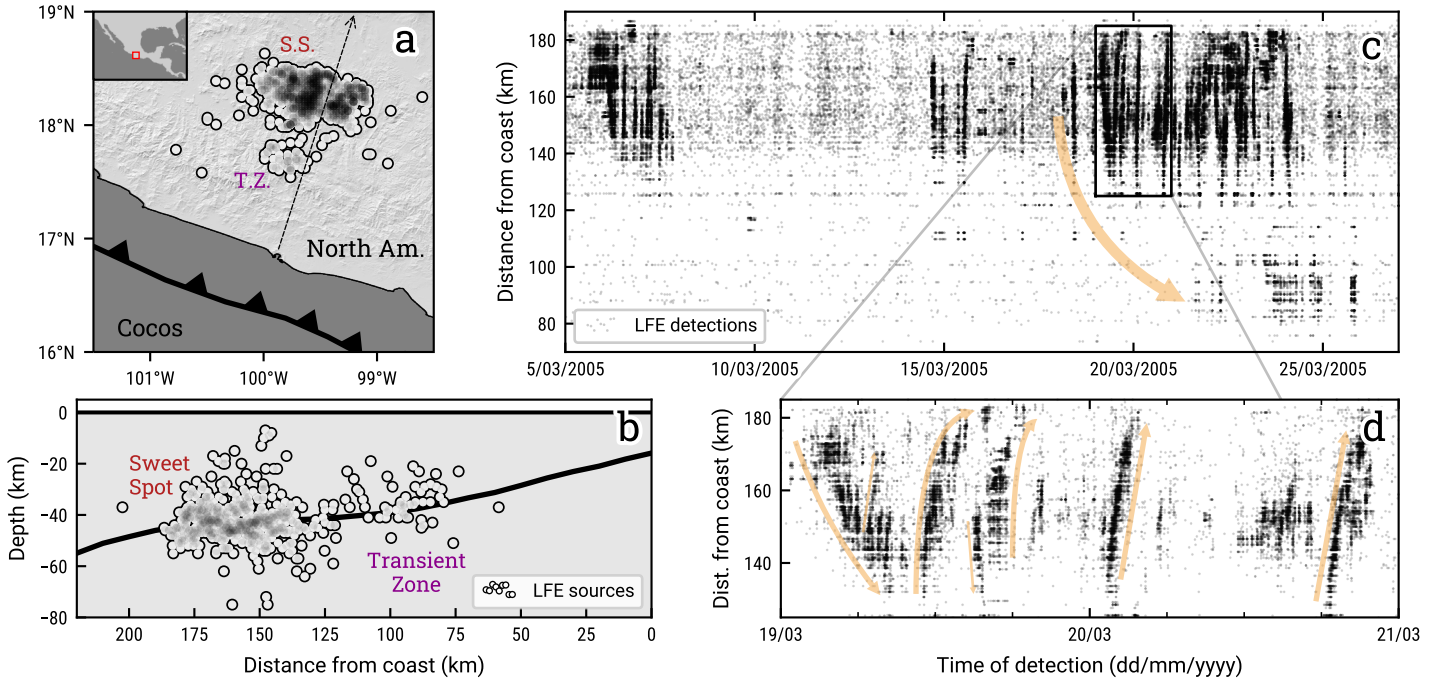 19°N
18°N
17°N
16°N
101°W
100°W
99°W
S.S.
T.Z.
North Am.
Cocos
a
Distance from coast (km)
180
160
140
120
100
80
5/03/2005
10/03/2005
15/03/2005
20/03/2005
25/03/2005
LFE detections
c
Depth (km)
0
−20
−40
−60
−80
200
175
150
125
100
75
50
25
0
Distance from coast (km)
Sweet
Spot
Transient
Zone
LFE sources
b
Dist. from coast (km)
180
160
140
19/03
20/03
21/03
Time of detection (dd/mm/yyyy)
d